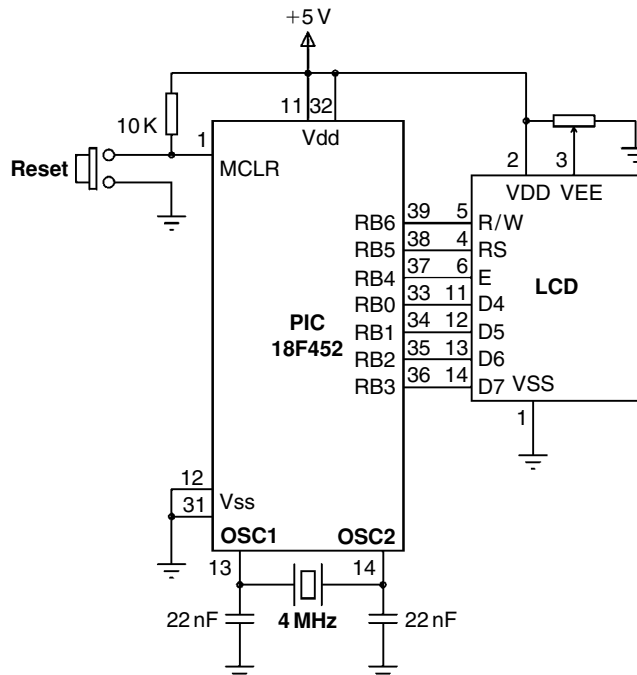 +5 V
11 32
10 K
1
Vdd
Reset
MCLR
2 3
VDD VEE
RB6 39 5 R/W
RB5 38 4 RS
RB4 37 6 E
LCD
RB0 33 11 D4
PIC
18F452
RB1 34 12 D5
RB2 35 13 D6
RB3 36 14 D7
VSS
1
12
31
Vss
OSC1 OSC2
13 14
22 nF 4 MHz 22 nF